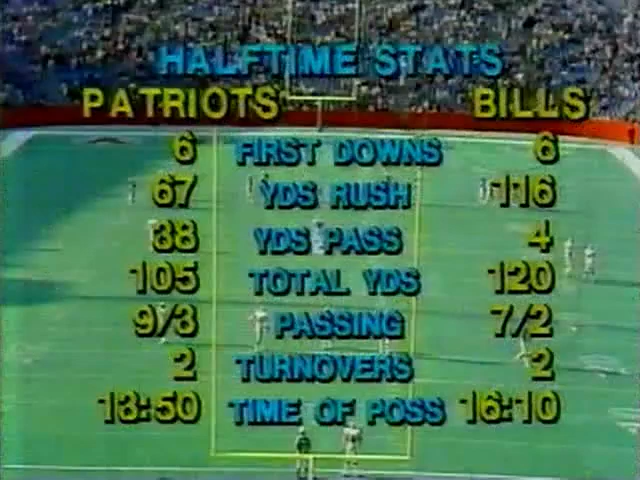 HALFTIME STATS
PATRIOTS BILLS
6 FIRST DOWNS 6
67 YDS RUSH 116
38 YDS PASS 4
105 TOTAL YDS 120
9/3 PASSING 7/2
2 TURNOVERS 2
13:50 TIME OF POSS 16:10